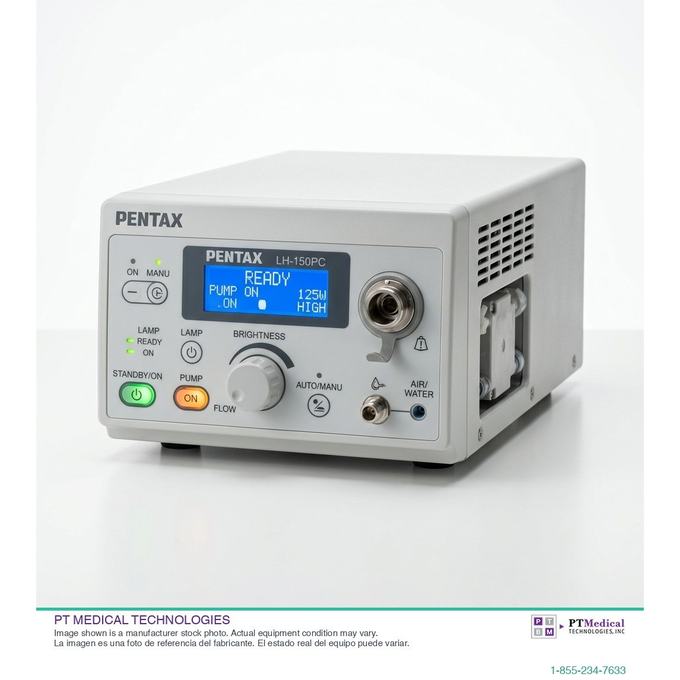 PENTAX
PENTAX LH-150PC
READY
PUMP ON 125W
.ON HIGH
ON MANU
LAMP
READY
ON
LAMP
BRIGHTNESS
STANDBY/ON
PUMP
ON
FLOW
AUTO/MANU
AIR/
WATER
PT MEDICAL TECHNOLOGIES
Image shown is a manufacturer stock photo. Actual equipment condition may vary.
La imagen es una foto de referencia del fabricante. El estado real del equipo puede variar.
P T
B M
PTMedical
TECHNOLOGIES, INC
1-855-234-7633